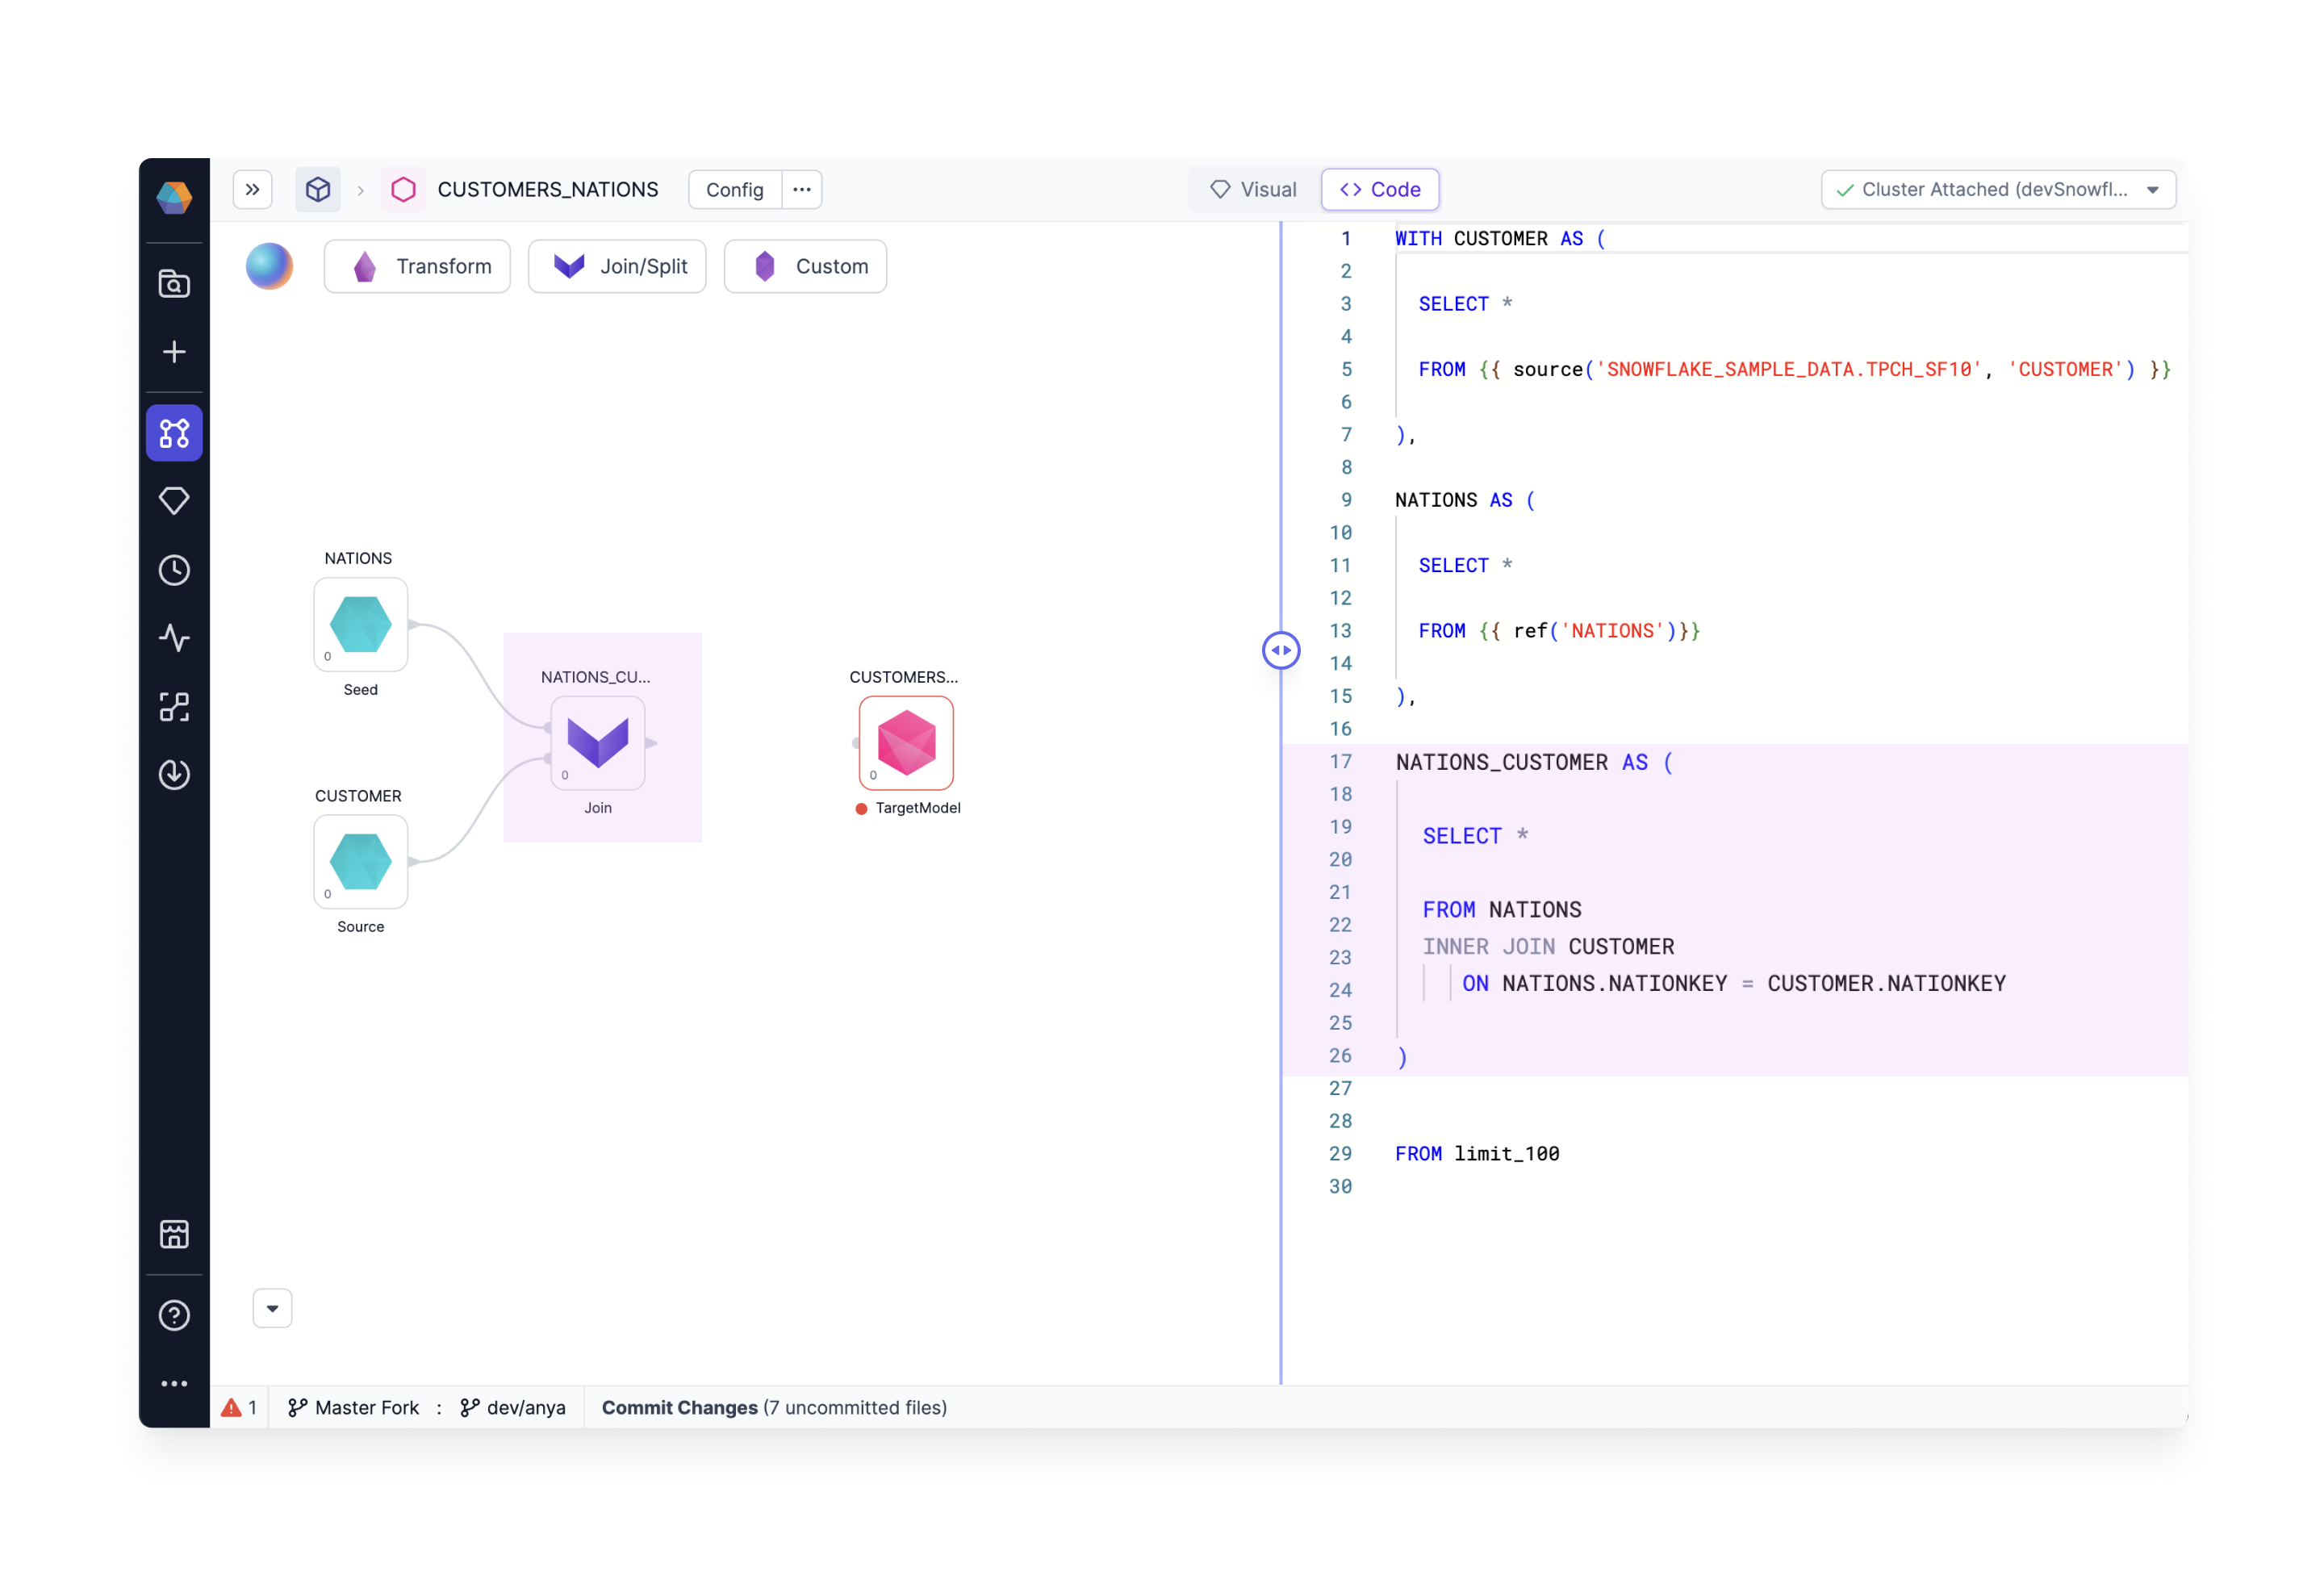 CUSTOMERS_NATIONS
Config
Visual
Code
Cluster Attached (devSnowfl...
Transform
Join/Split
Custom
NATIONS
0
Seed
CUSTOMER
0
Source
NATIONS_CU...
0
Join
CUSTOMERS...
0
TargetModel
1 WITH CUSTOMER AS (
2
3 SELECT *
4
5 FROM {{ source('SNOWFLAKE_SAMPLE_DATA.TPCH_SF10', 'CUSTOMER') }}
6
7 ),
8
9 NATIONS AS (
10
11 SELECT *
12
13 FROM {{ ref('NATIONS')}}
14
15 ),
16
17 NATIONS_CUSTOMER AS (
18
19 SELECT *
20
21 FROM NATIONS
22 INNER JOIN CUSTOMER
23
24 ON NATIONS.NATIONKEY = CUSTOMER.NATIONKEY
25
26 )
27
28
29 FROM limit_100
30
1
Master Fork : dev/anya
Commit Changes (7 uncommitted files)